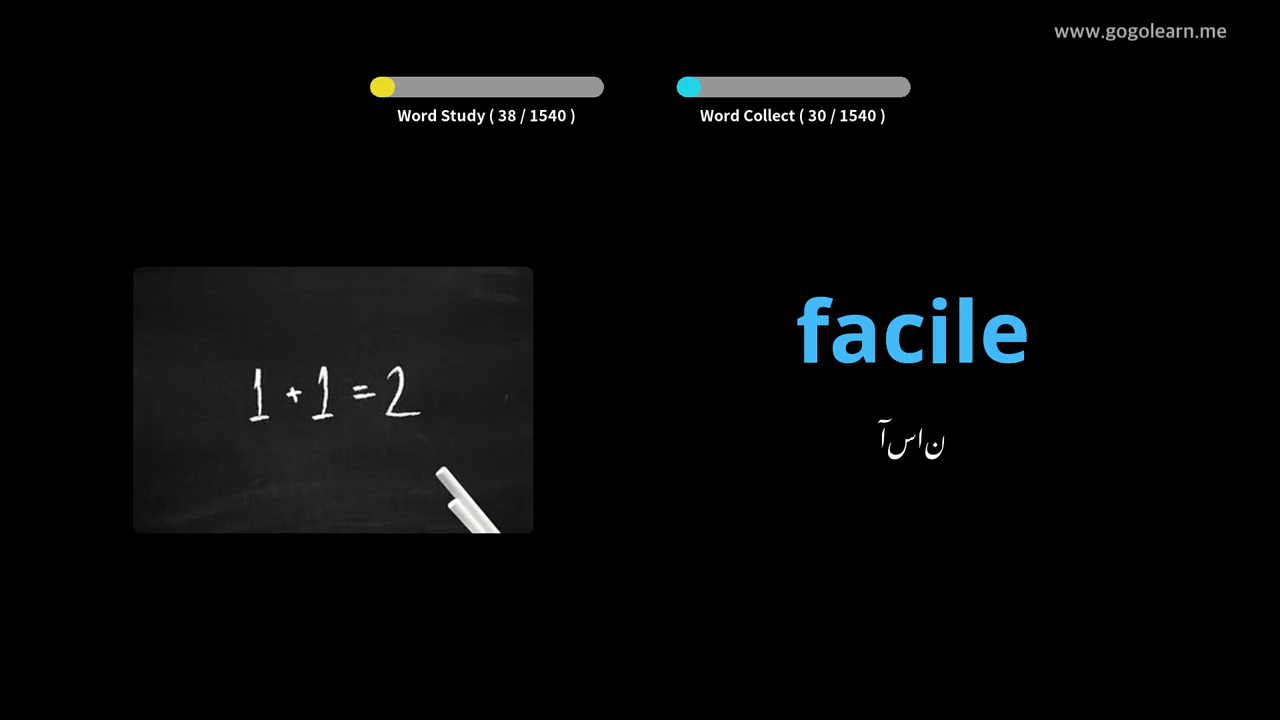 www.gogolearn.me
Word Study ( 38 / 1540 )
Word Collect ( 30 / 1540 )
1 + 1 = 2
facile
آسان